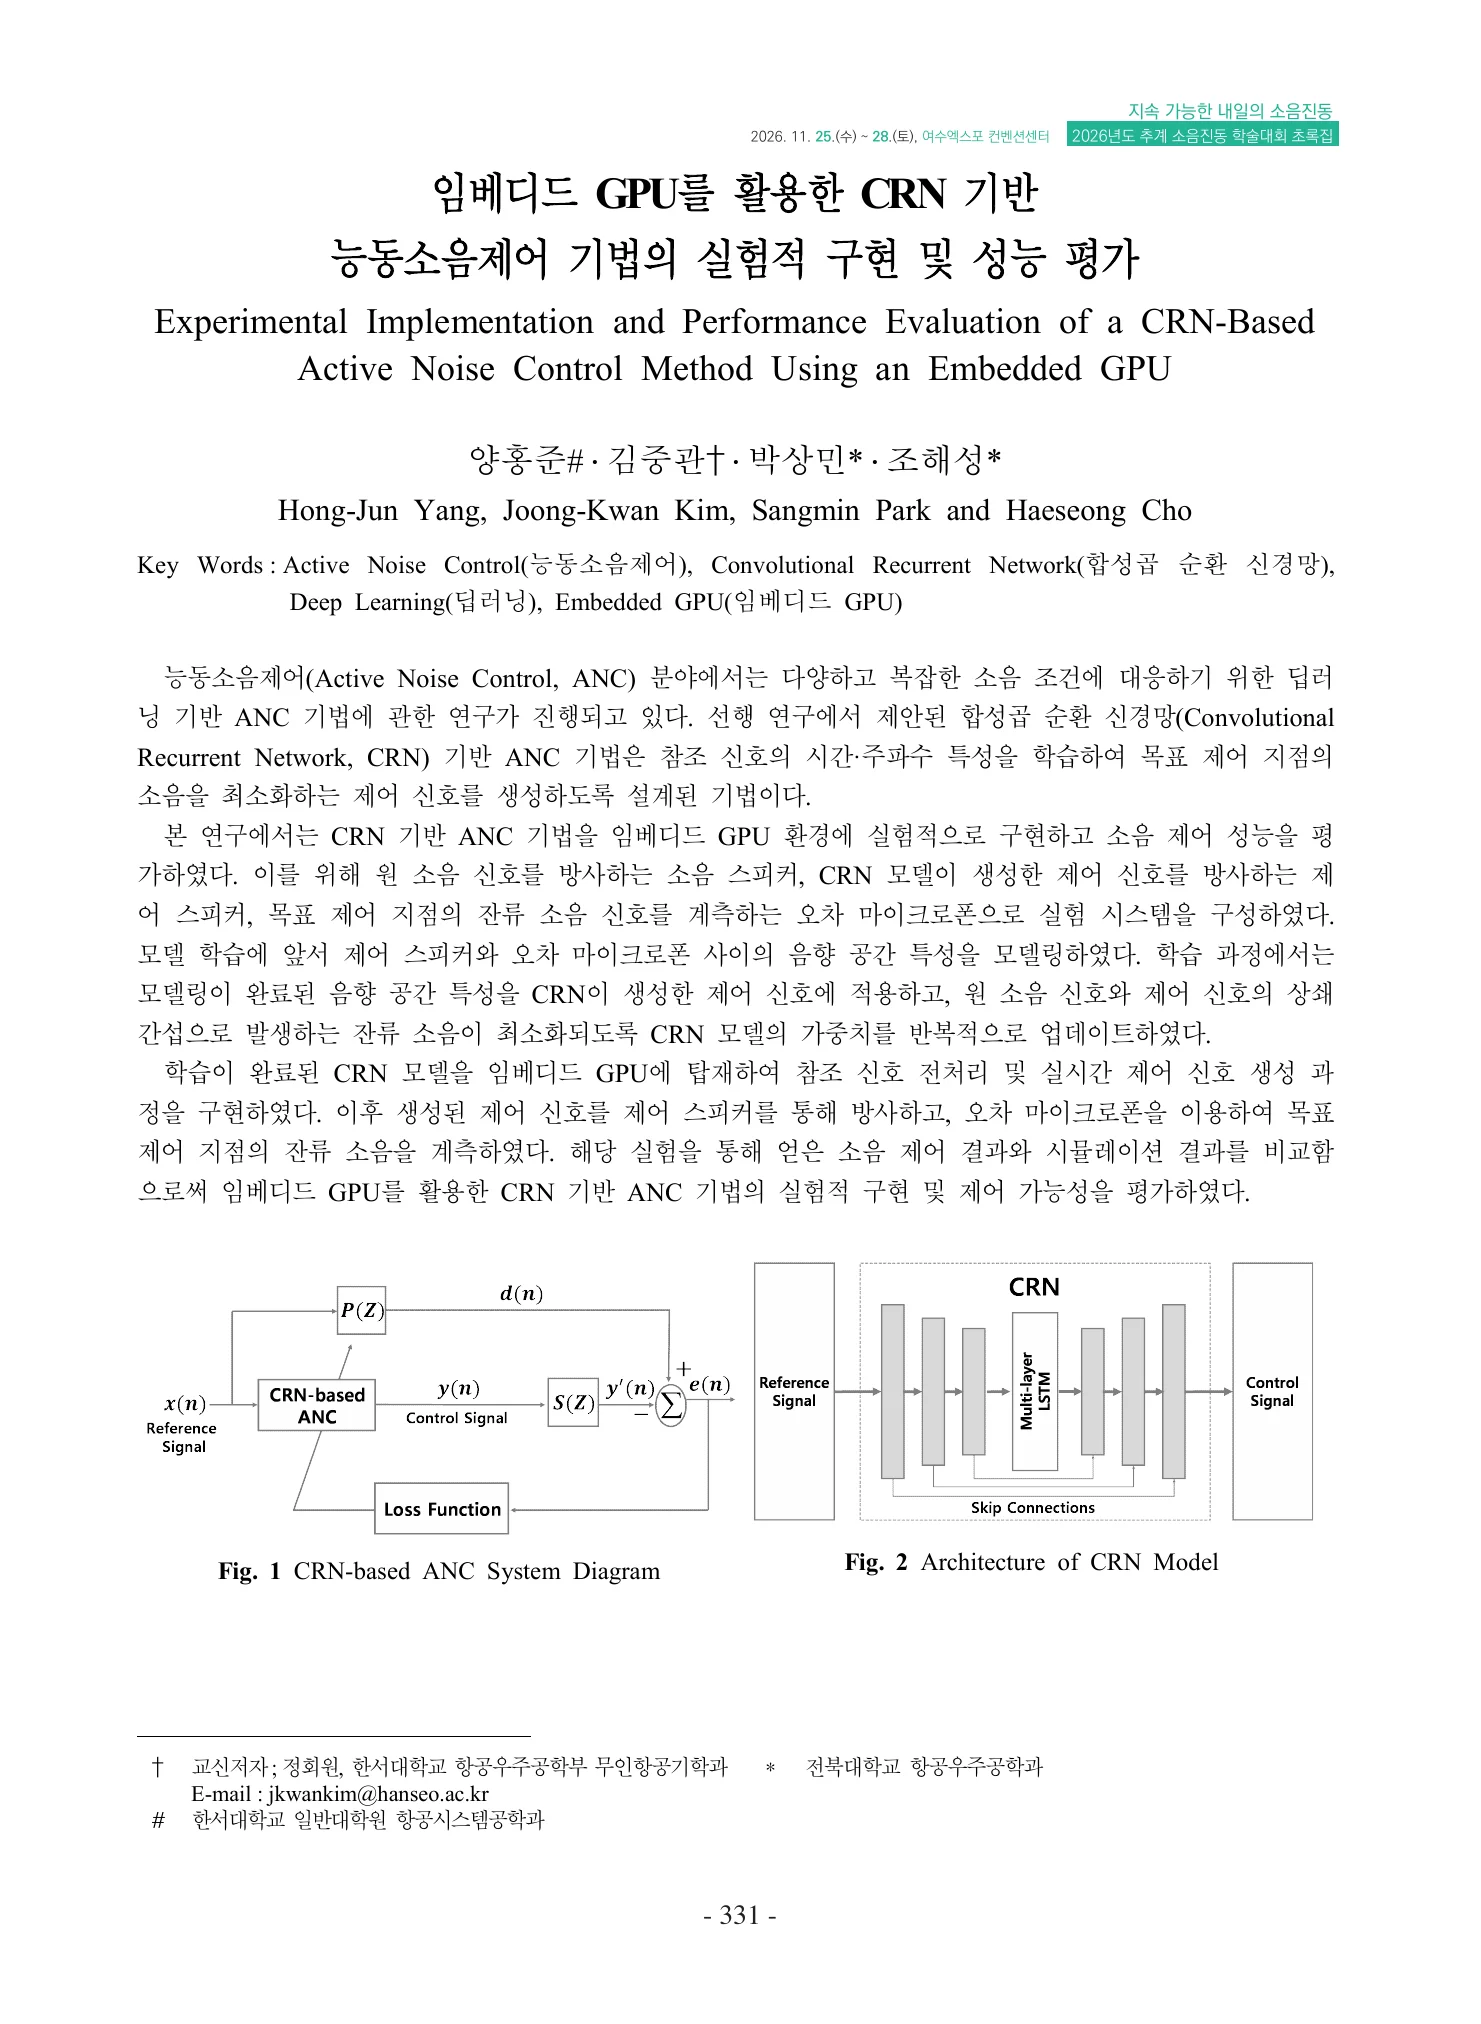 지속 가능한 내일의 소음진동
2026. 11. 25.(수) ~ 28.(토), 여수엑스포 컨벤션센터 2026년도 추계 소음진동 학술대회 초록집
임베디드 GPU를 활용한 CRN 기반
능동소음제어 기법의 실험적 구현 및 성능 평가
Experimental Implementation and Performance Evaluation of a CRN-Based
Active Noise Control Method Using an Embedded GPU
양홍준# · 김중관† · 박상민* · 조해성*
Hong-Jun Yang, Joong-Kwan Kim, Sangmin Park and Haeseong Cho
Key Words : Active Noise Control(능동소음제어), Convolutional Recurrent Network(합성곱 순환 신경망),
Deep Learning(딥러닝), Embedded GPU(임베디드 GPU)
능동소음제어(Active Noise Control, ANC) 분야에서는 다양하고 복잡한 소음 조건에 대응하기 위한 딥러
닝 기반 ANC 기법에 관한 연구가 진행되고 있다. 선행 연구에서 제안된 합성곱 순환 신경망(Convolutional
Recurrent Network, CRN) 기반 ANC 기법은 참조 신호의 시간·주파수 특성을 학습하여 목표 제어 지점의
소음을 최소화하는 제어 신호를 생성하도록 설계된 기법이다.
본 연구에서는 CRN 기반 ANC 기법을 임베디드 GPU 환경에 실험적으로 구현하고 소음 제어 성능을 평
가하였다. 이를 위해 원 소음 신호를 방사하는 소음 스피커, CRN 모델이 생성한 제어 신호를 방사하는 제
어 스피커, 목표 제어 지점의 잔류 소음 신호를 계측하는 오차 마이크로폰으로 실험 시스템을 구성하였다.
모델 학습에 앞서 제어 스피커와 오차 마이크로폰 사이의 음향 공간 특성을 모델링하였다. 학습 과정에서는
모델링이 완료된 음향 공간 특성을 CRN이 생성한 제어 신호에 적용하고, 원 소음 신호와 제어 신호의 상쇄
간섭으로 발생하는 잔류 소음이 최소화되도록 CRN 모델의 가중치를 반복적으로 업데이트하였다.
학습이 완료된 CRN 모델을 임베디드 GPU에 탑재하여 참조 신호 전처리 및 실시간 제어 신호 생성 과
정을 구현하였다. 이후 생성된 제어 신호를 제어 스피커를 통해 방사하고, 오차 마이크로폰을 이용하여 목표
제어 지점의 잔류 소음을 계측하였다. 해당 실험을 통해 얻은 소음 제어 결과와 시뮬레이션 결과를 비교함
으로써 임베디드 GPU를 활용한 CRN 기반 ANC 기법의 실험적 구현 및 제어 가능성을 평가하였다.
P(Z)
d(n)
x(n)
Reference
Signal
CRN-based
ANC
y(n)
Control Signal
S(Z)
y′(n)
+
−
∑
e(n)
Loss Function
Fig. 1 CRN-based ANC System Diagram
Reference
Signal
CRN
Multi-layer
LSTM
Skip Connections
Control
Signal
Fig. 2 Architecture of CRN Model
† 교신저자; 정회원, 한서대학교 항공우주공학부 무인항공기학과
E-mail : jkwankim@hanseo.ac.kr
# 한서대학교 일반대학원 항공시스템공학과
* 전북대학교 항공우주공학과
- 331 -